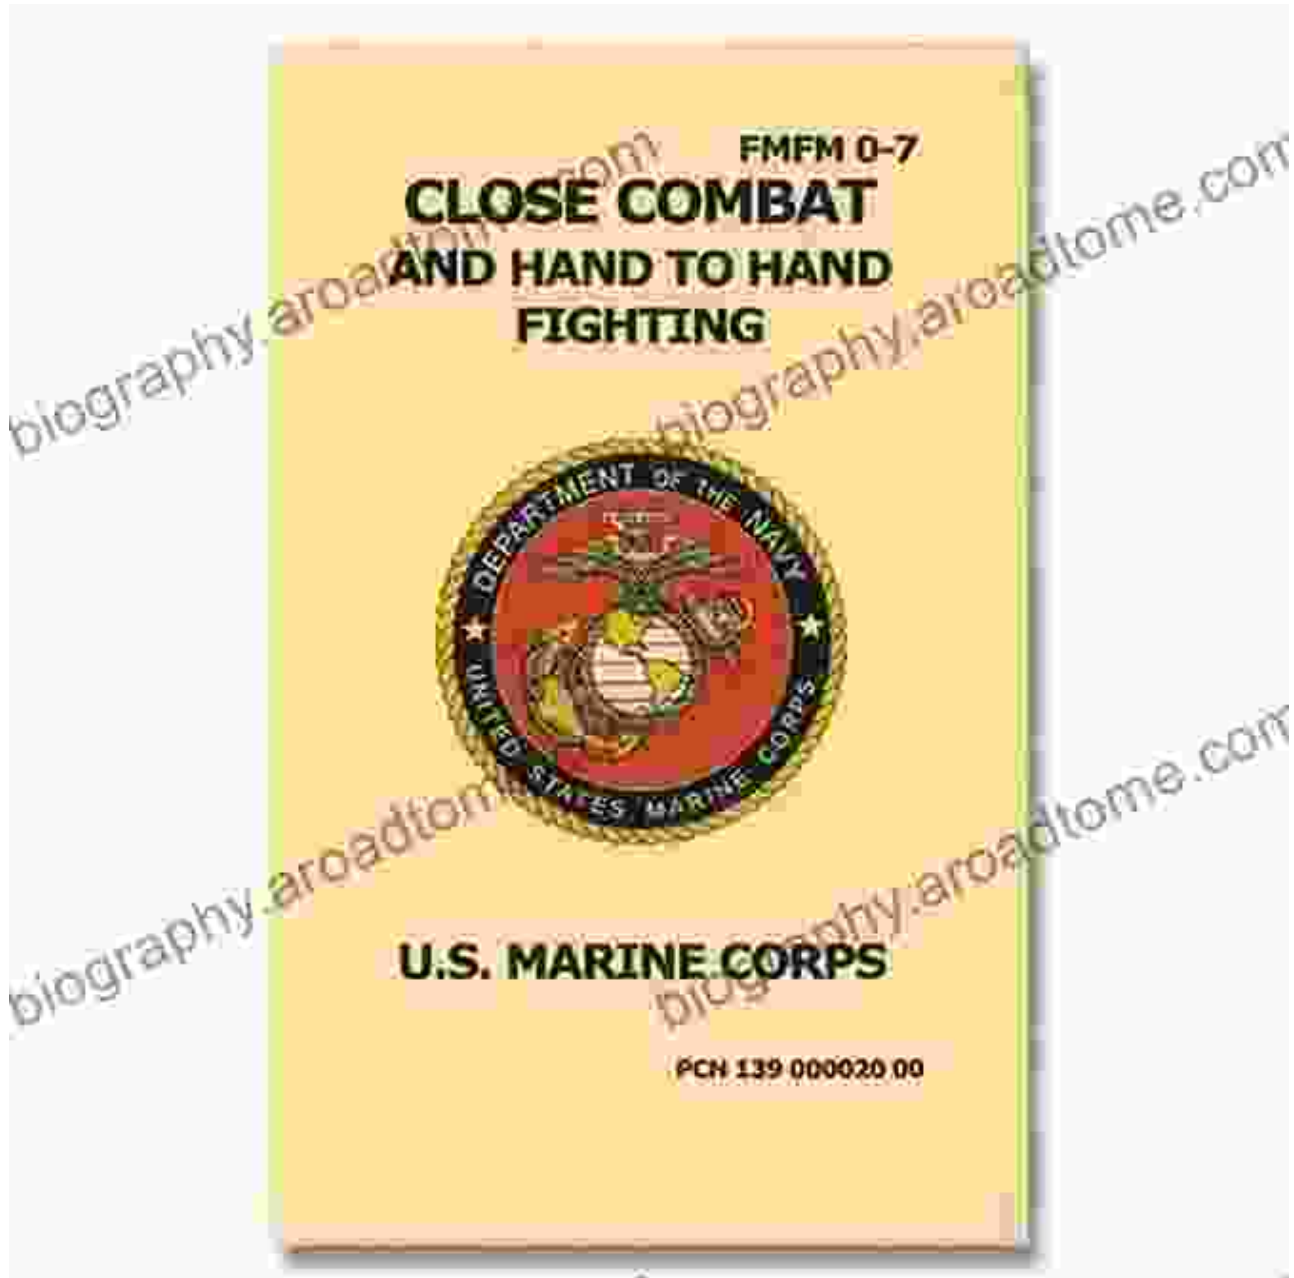 FMFM 0-7
CLOSE COMBAT
AND HAND TO HAND
FIGHTING
DEPARTMENT OF THE NAVY
UNITED STATES MARINE CORPS
U.S. MARINE CORPS
PCN 139 000020 00
biography.aroadtome.com
biography.aroadtome.com
biography.aroadtome.com
biography.aroadtome.com